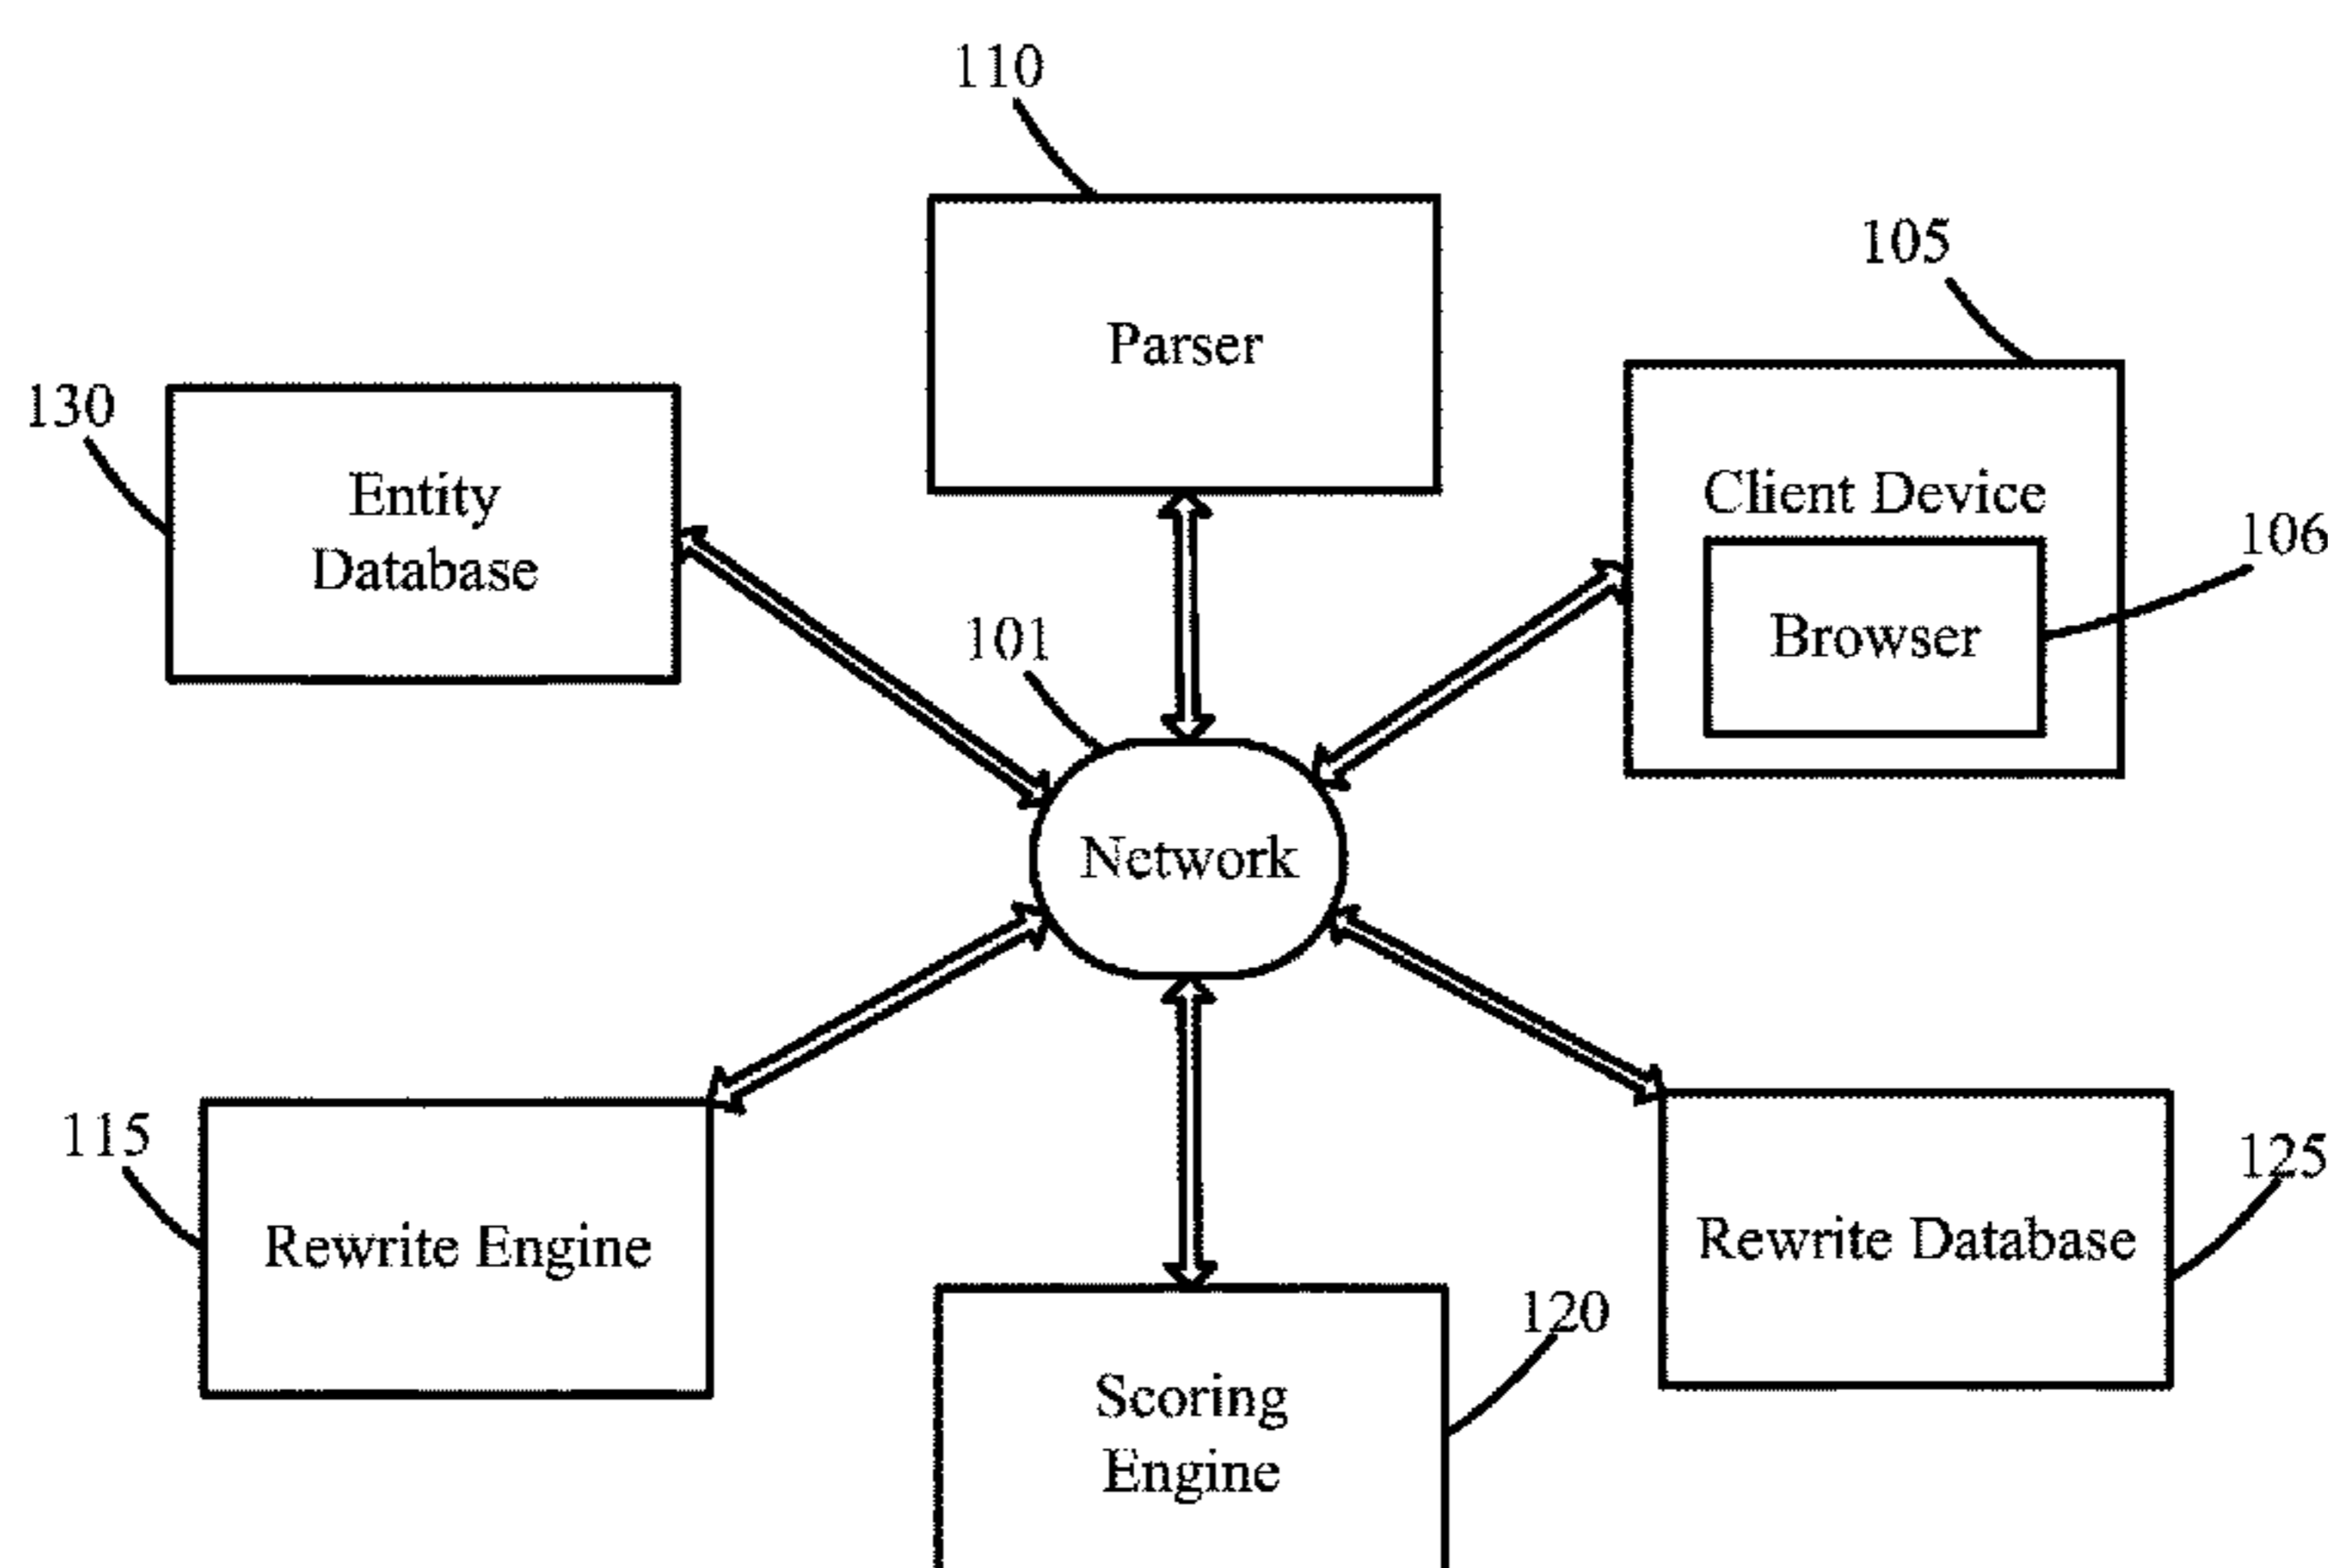 110
Parser
105
Client Device
106
Browser
130
Entity
Database
101
Network
115
Rewrite Engine
125
Rewrite Database
120
Scoring
Engine